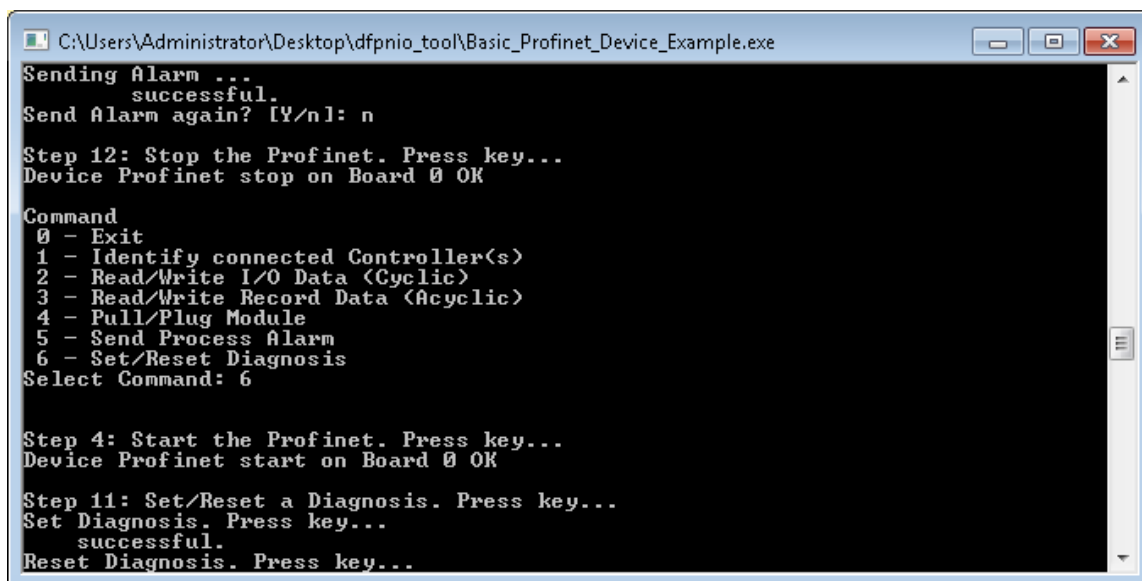 C:\Users\Administrator\Desktop\dfpnio_tool\Basic_Profinet_Device_Example.exe
Sending Alarm ...
successful.
Send Alarm again? [Y/n]: n
Step 12: Stop the Profinet. Press key...
Device Profinet stop on Board 0 OK
Command
0 - Exit
1 - Identify connected Controller(s)
2 - Read/Write I/O Data (Cyclic)
3 - Read/Write Record Data (Acyclic)
4 - Pull/Plug Module
5 - Send Process Alarm
6 - Set/Reset Diagnosis
Select Command: 6
Step 4: Start the Profinet. Press key...
Device Profinet start on Board 0 OK
Step 11: Set/Reset a Diagnosis. Press key...
Set Diagnosis. Press key...
successful.
Reset Diagnosis. Press key...